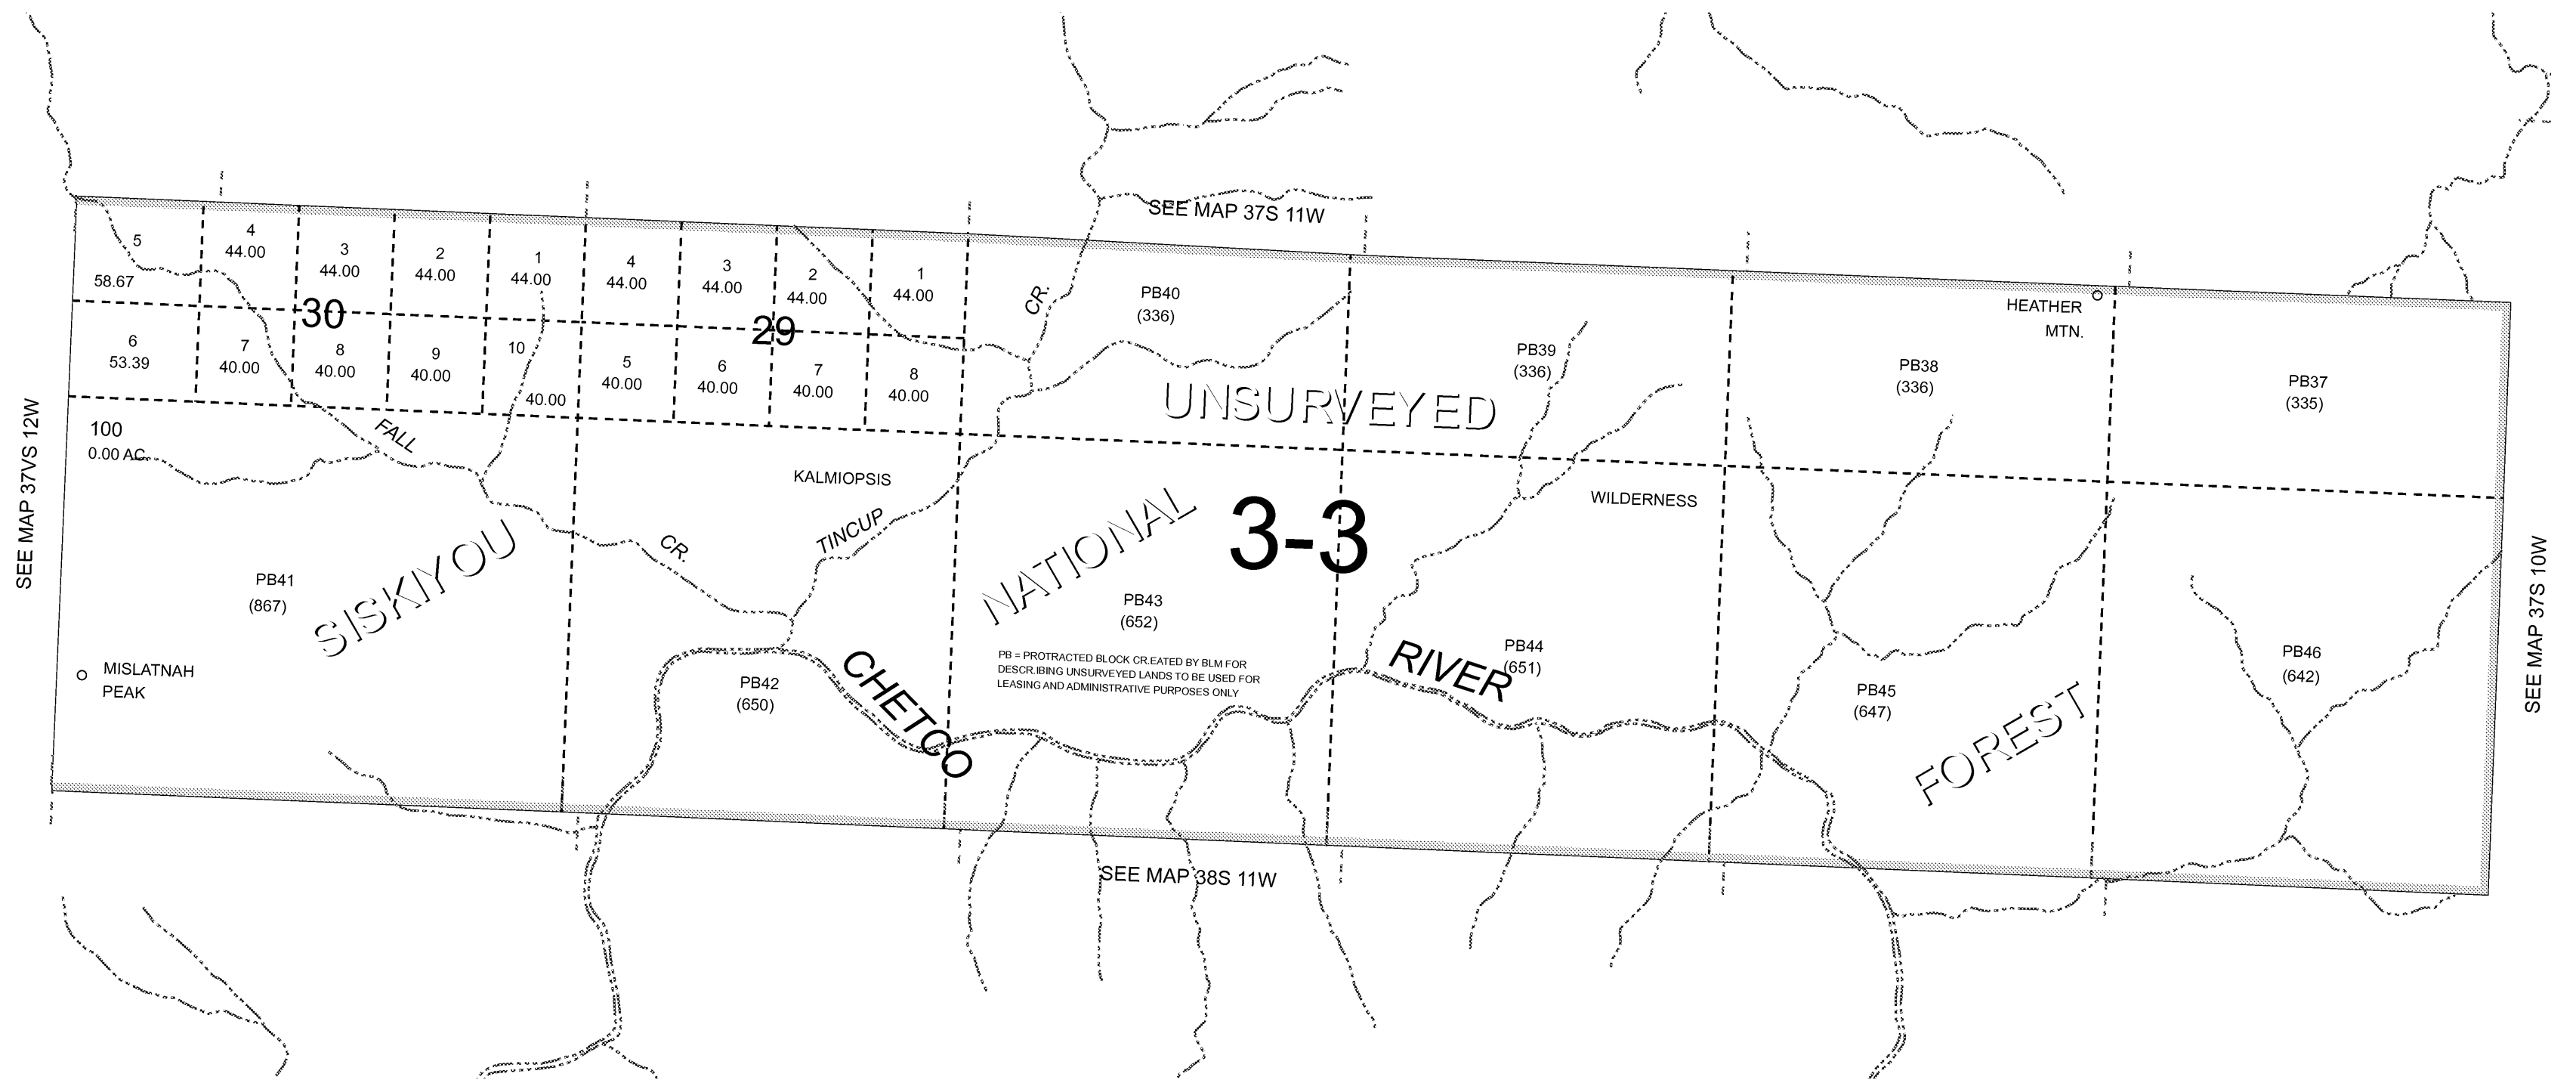 SEE MAP 37S 11W
5
58.67
4
44.00
3
44.00
2
44.00
1
44.00
4
44.00
3
44.00
2
44.00
1
44.00
30
29
6
53.39
7
40.00
8
40.00
9
40.00
10
40.00
5
40.00
6
40.00
7
40.00
8
40.00
CR.
PB40
(336)
PB39
(336)
PB38
(336)
HEATHER
MTN.
PB37
(335)
UNSURVEYED
100
0.00 AC
FALL
CR.
KALMIOPSIS
TINCUP
WILDERNESS
3-3
SISKIYOU
NATIONAL
FOREST
SEE MAP 37VS 12W
SEE MAP 37S 10W
PB41
(867)
MISLATNAH
PEAK
PB42
(650)
PB43
(652)
PB = PROTRACTED BLOCK CR.EATED BY BLM FOR
DESCR.IBING UNSURVEYED LANDS TO BE USED FOR
LEASING AND ADMINISTRATIVE PURPOSES ONLY
CHETCO
RIVER
PB44
(651)
PB45
(647)
PB46
(642)
SEE MAP 38S 11W